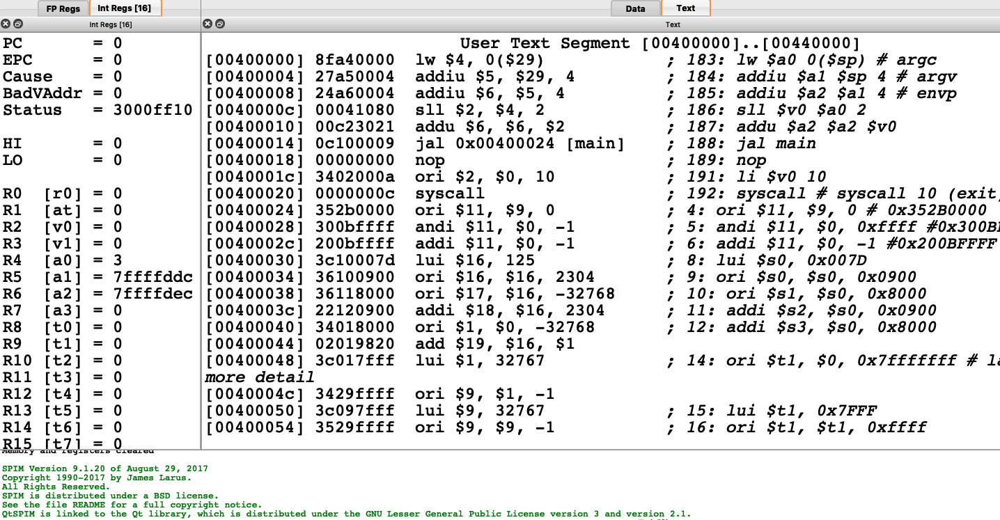 FP Regs Int Regs [16] Data Text
Int Regs [16] Text
PC = 0
EPC = 0
Cause = 0
BadVAddr = 0
Status = 3000ff10
HI = 0
LO = 0
R0 [r0] = 0
R1 [at] = 0
R2 [v0] = 0
R3 [v1] = 0
R4 [a0] = 3
R5 [a1] = 7ffffddc
R6 [a2] = 7ffffdec
R7 [a3] = 0
R8 [t0] = 0
R9 [t1] = 0
R10 [t2] = 0
R11 [t3] = 0
R12 [t4] = 0
R13 [t5] = 0
R14 [t6] = 0
R15 [t7] = 0
User Text Segment [00400000]..[00440000]
[00400000] 8fa40000 lw $4, 0($29) ; 183: lw $a0 0($sp) # argc
[00400004] 27a50004 addiu $5, $29, 4 ; 184: addiu $a1 $sp 4 # argv
[00400008] 24a60004 addiu $6, $5, 4 ; 185: addiu $a2 $a1 4 # envp
[0040000c] 00041080 sll $2, $4, 2 ; 186: sll $v0 $a0 2
[00400010] 00c23021 addu $6, $6, $2 ; 187: addu $a2 $a2 $v0
[00400014] 0c100009 jal 0x00400024 [main] ; 188: jal main
[00400018] 00000000 nop ; 189: nop
[0040001c] 3402000a ori $2, $0, 10 ; 191: li $v0 10
[00400020] 0000000c syscall ; 192: syscall # syscall 10 (exit)
[00400024] 352b0000 ori $11, $9, 0 ; 4: ori $11, $9, 0 # 0x352B0000
[00400028] 300bffff andi $11, $0, -1 ; 5: andi $11, $0, 0xffff
[0040002c] 200bffff addi $11, $0, -1 ; 6: addi $11, $0, -1 #0x200BFFFF
[00400030] 3c10007d lui $16, 125 ; 8: lui $s0, 0x007D
[00400034] 36100900 ori $16, $16, 2304 ; 9: ori $s0, $s0, 0x0900
[00400038] 36118000 ori $17, $16, -32768 ; 10: ori $s1, $s0, 0x8000
[0040003c] 22120900 addi $18, $16, 2304 ; 11: addi $s2, $s0, 0x0900
[00400040] 34018000 ori $1, $0, -32768 ; 12: addi $s3, $s0, 0x8000
[00400044] 02019820 add $19, $16, $1
[00400048] 3c017fff lui $1, 32767 ; 14: ori $t1, $0, 0x7fffffff #
more detail
[0040004c] 3429ffff ori $9, $1, -1
[00400050] 3c097fff lui $9, 32767 ; 15: lui $t1, 0x7FFF
[00400054] 3529ffff ori $9, $9, -1 ; 16: ori $t1, $t1, 0xffff
Memory and registers cleared
SPIM Version 9.1.20 of August 29, 2017
Copyright 1990-2017 by James Larus.
All Rights Reserved.
SPIM is distributed under a BSD license.
See the file README for a full copyright notice.
QtSPIM is linked to the Qt library, which is distributed under the GNU Lesser General Public License version 3 and version 2.1.